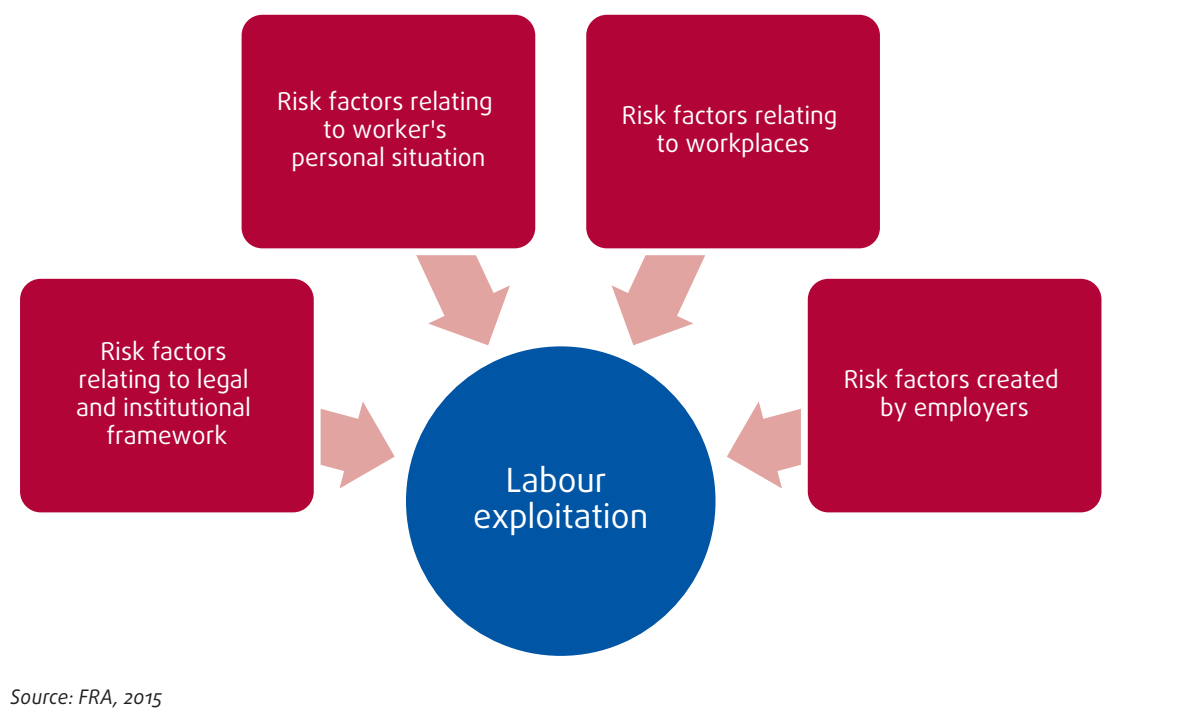 Risk factors relating
to worker's
personal situation
Risk factors relating
to workplaces
Risk factors
relating to legal
and institutional
framework
Risk factors created
by employers
Labour
exploitation
Source: FRA, 2015